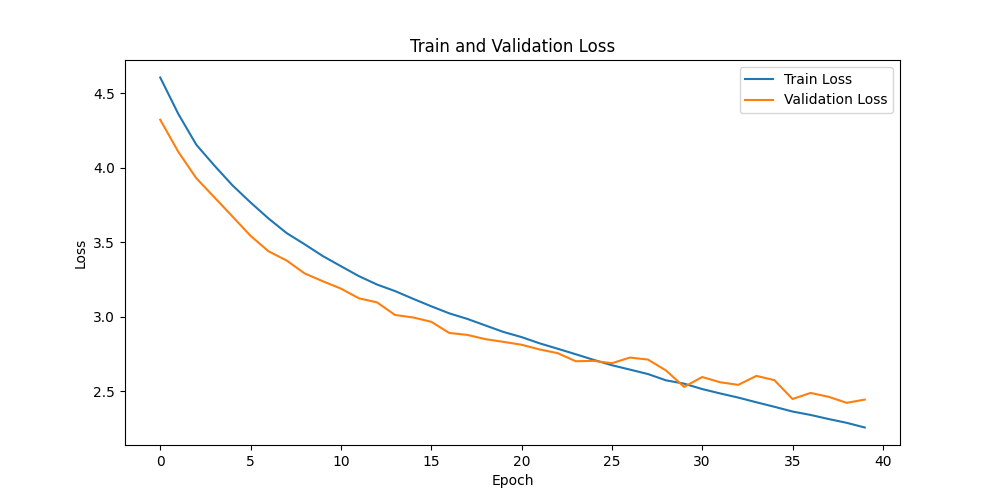 Train and Validation Loss
Train Loss
Validation Loss
4.5
4.0
3.5
3.0
2.5
Loss
0 5 10 15 20 25 30 35 40
Epoch